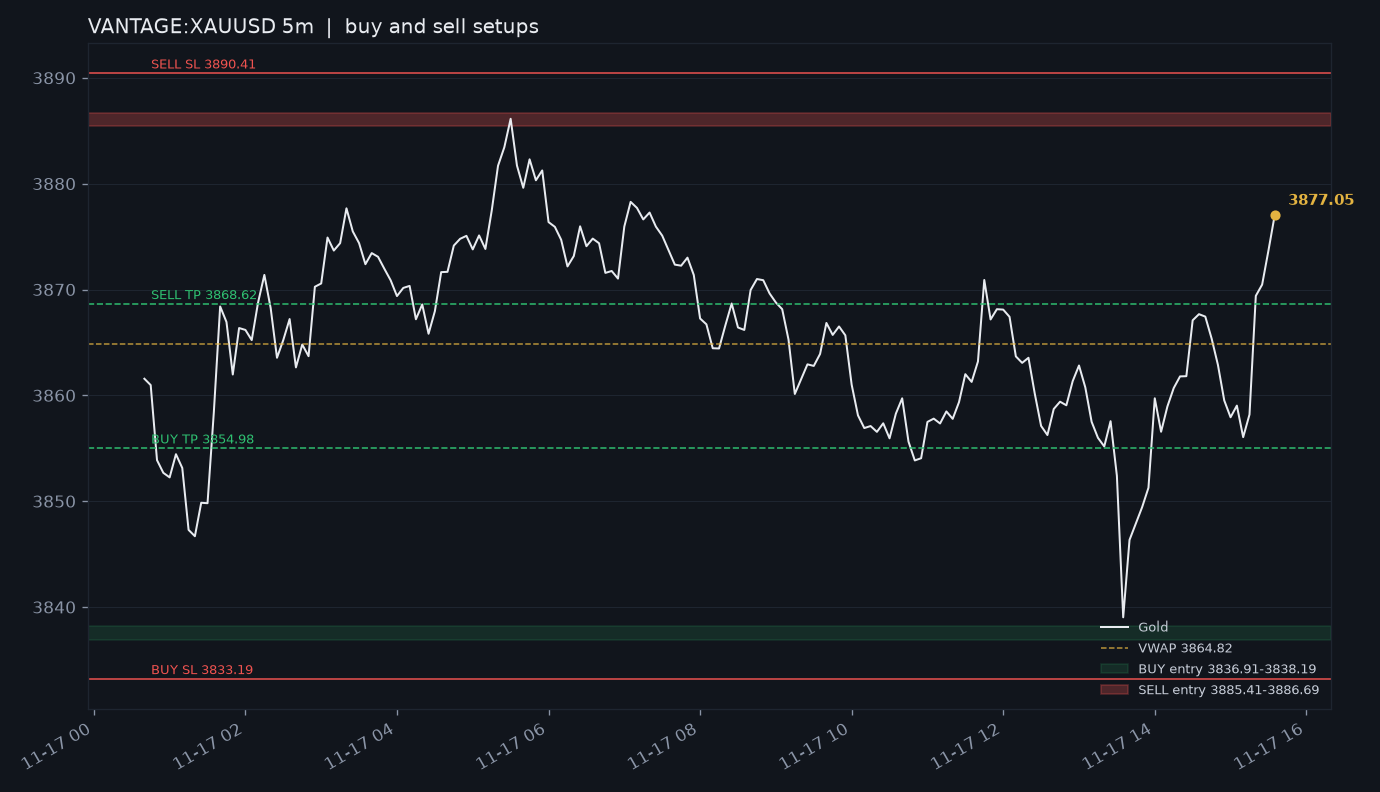 VANTAGE:XAUUSD 5m | buy and sell setups
SELL SL 3890.41
3890
3880
3877.05
3870
SELL TP 3868.62
3860
BUY TP 3854.98
3850
3840
Gold
VWAP 3864.82
BUY entry 3836.91-3838.19
SELL entry 3885.41-3886.69
BUY SL 3833.19
11-17 00
11-17 02
11-17 04
11-17 06
11-17 08
11-17 10
11-17 12
11-17 14
11-17 16